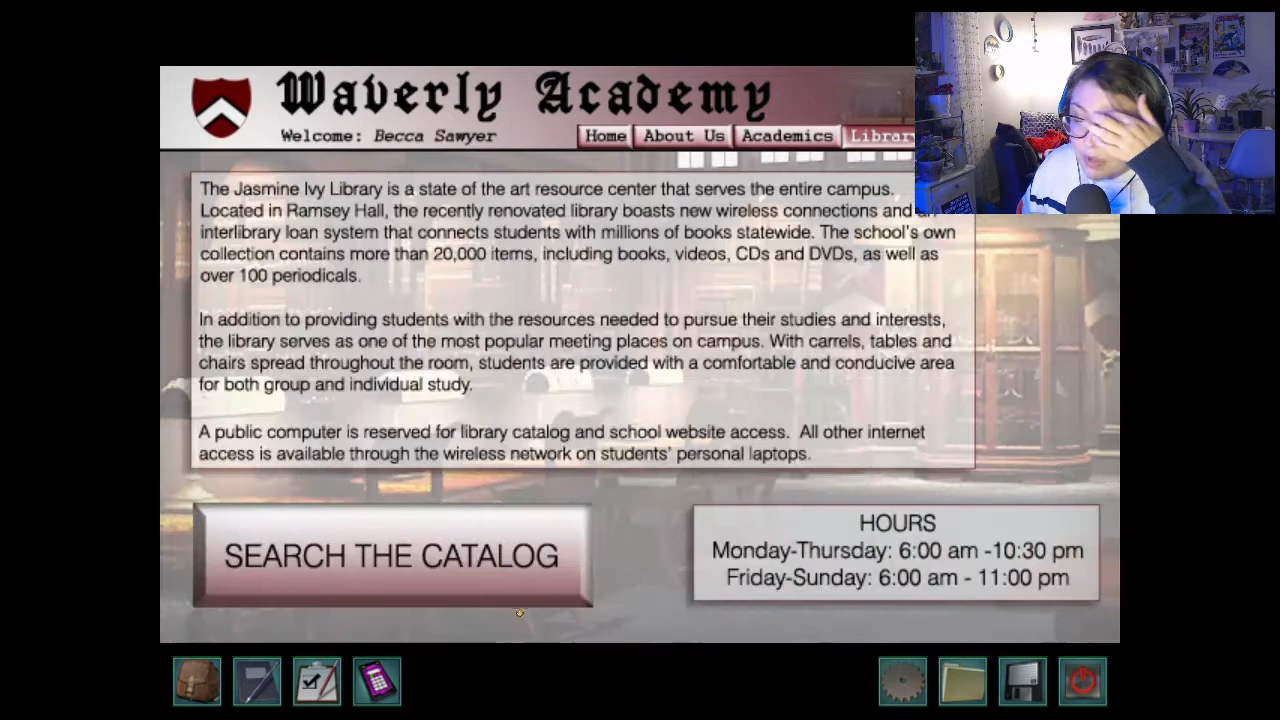 Waverly Academy
Welcome: Becca Sawyer
Home About Us Academics Library
The Jasmine Ivy Library is a state of the art resource center that serves the entire campus.
Located in Ramsey Hall, the recently renovated library boasts new wireless connections and an
interlibrary loan system that connects students with millions of books statewide. The school's own
collection contains more than 20,000 items, including books, videos, CDs and DVDs, as well as
over 100 periodicals.
In addition to providing students with the resources needed to pursue their studies and interests,
the library serves as one of the most popular meeting places on campus. With carrels, tables and
chairs spread throughout the room, students are provided with a comfortable and conducive area
for both group and individual study.
A public computer is reserved for library catalog and school website access. All other internet
access is available through the wireless network on students' personal laptops.
SEARCH THE CATALOG
HOURS
Monday-Thursday: 6:00 am -10:30 pm
Friday-Sunday: 6:00 am - 11:00 pm